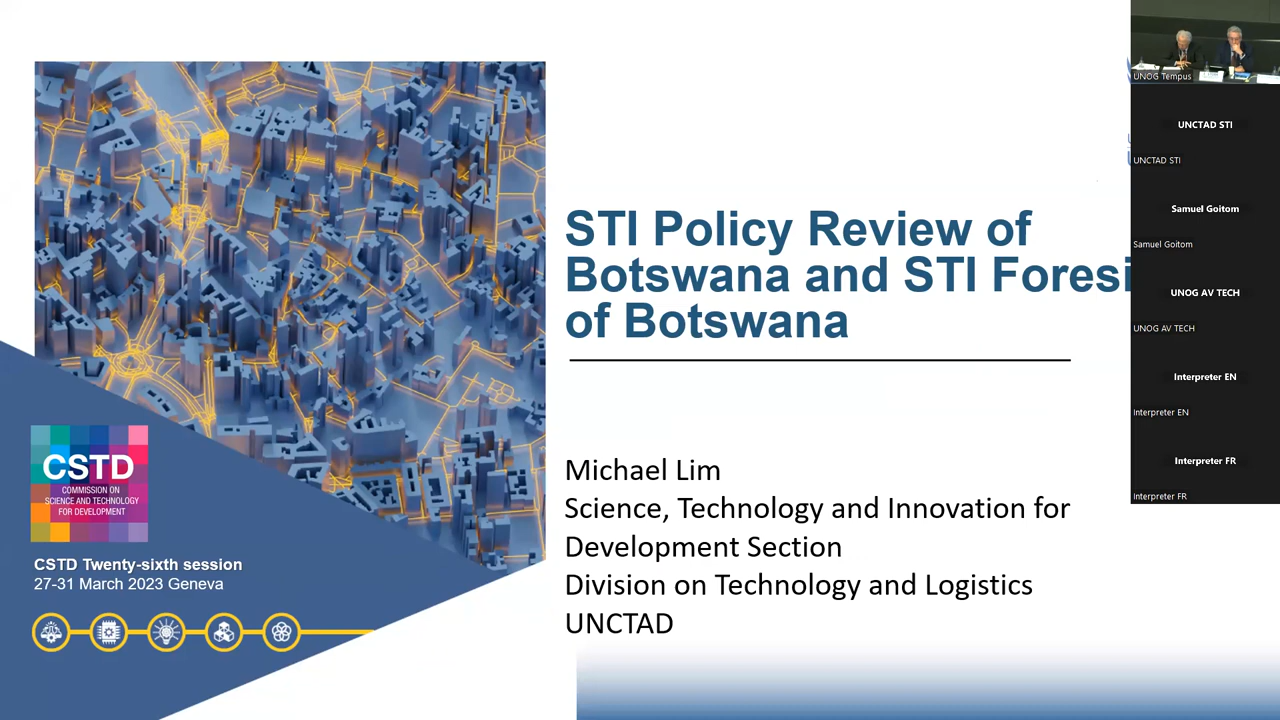 STI Policy Review of
Botswana and STI Foresi
of Botswana
Michael Lim
Science, Technology and Innovation for
Development Section
Division on Technology and Logistics
UNCTAD
CSTD
COMMISSION ON
SCIENCE AND TECHNOLOGY
FOR DEVELOPMENT
CSTD Twenty-sixth session
27-31 March 2023 Geneva
UNOG Tempus
UNCTAD STI
UNCTAD STI
Samuel Goitom
Samuel Goitom
UNOG AV TECH
UNOG AV TECH
Interpreter EN
Interpreter EN
Interpreter FR
Interpreter FR